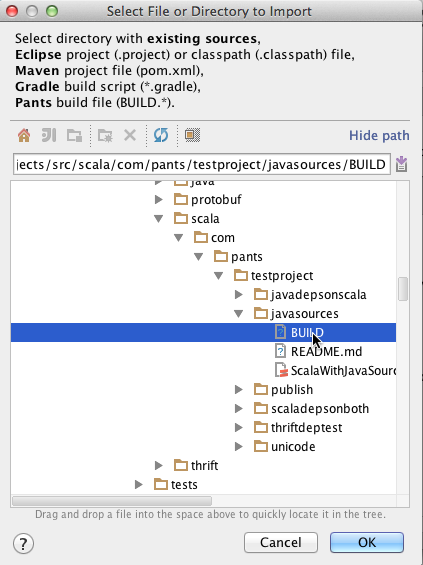 Select File or Directory to Import
Select directory with existing sources,
Eclipse project (.project) or classpath (.classpath) file,
Maven project file (pom.xml),
Gradle build script (*.gradle),
Pants build file (BUILD.*).
Hide path
jects/src/scala/com/pants/testproject/javasources/BUILD
java
protobuf
scala
com
pants
testproject
javadepsonscala
javasources
BUILD
README.md
ScalaWithJavaSourc
publish
scaladepsonboth
thriftdeptest
unicode
thrift
tests
Drag and drop a file into the space above to quickly locate it in the tree.
?
Cancel
OK